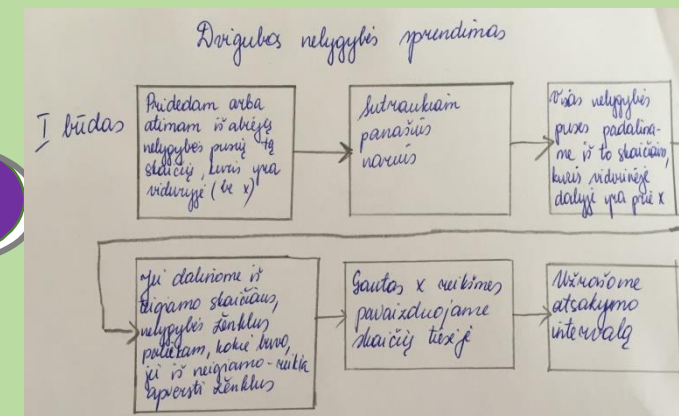 Dvigubos nelygybės sprendimas
I būdas
Pridedam arba
atimam iš abiejų
nelygybės pusių tą
skaičių, kuris yra
viduryje (be x)
Sutraukiam
panašius
narius
Visas nelygybės
puses padalina-
me iš to skaičiaus,
kuris vidurinėje
dalyje yra prie x
Jei dalinome iš
teigiamo skaičiaus,
nelygybės ženklus
paliekam, kokie buvo,
jei iš neigiamo - reikia
apversti ženklus
Gautas x reikšmes
pavaizduojame
skaičių tiesėje
Užrašome
atsakymo
intervalą